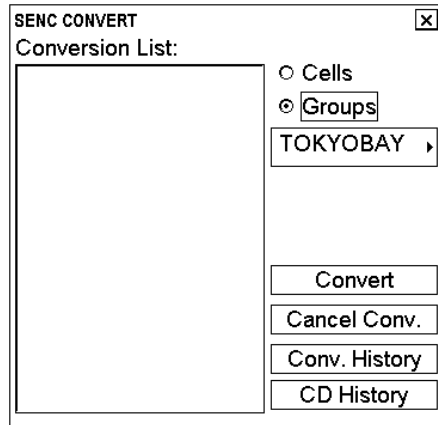 SENC CONVERT
Conversion List:
Cells
Groups
TOKYOBAY
Convert
Cancel Conv.
Conv. History
CD History